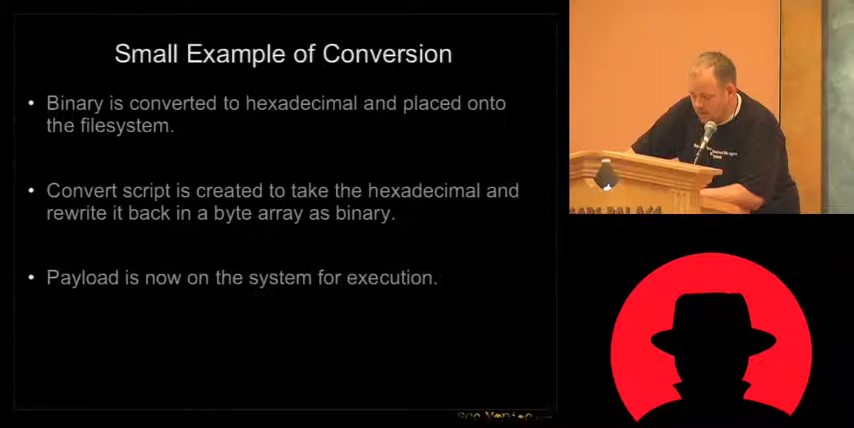 Small Example of Conversion
• Binary is converted to hexadecimal and placed onto
the filesystem.
• Convert script is created to take the hexadecimal and
rewrite it back in a byte array as binary.
• Payload is now on the system for execution.